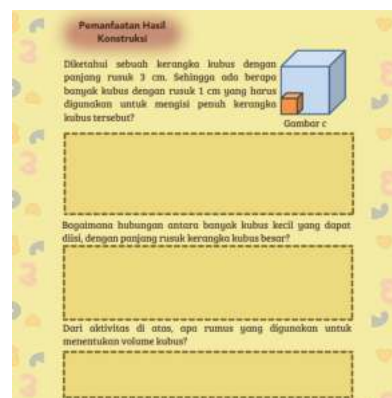 Pemanfaatan Hasil
Konstruksi
Diketahui sebuah kerangka kubus dengan
panjang rusuk 3 cm. Sehingga ada berapa
banyak kubus dengan rusuk 1 cm yang harus
digunakan untuk mengisi penuh kerangka
kubus tersebut?
Gambar c
Bagaimana hubungan antara banyak kubus kecil yang dapat
diisi, dengan panjang rusuk kerangka kubus besar?
Dari aktivitas di atas, apa rumus yang digunakan untuk
menentukan volume kubus?